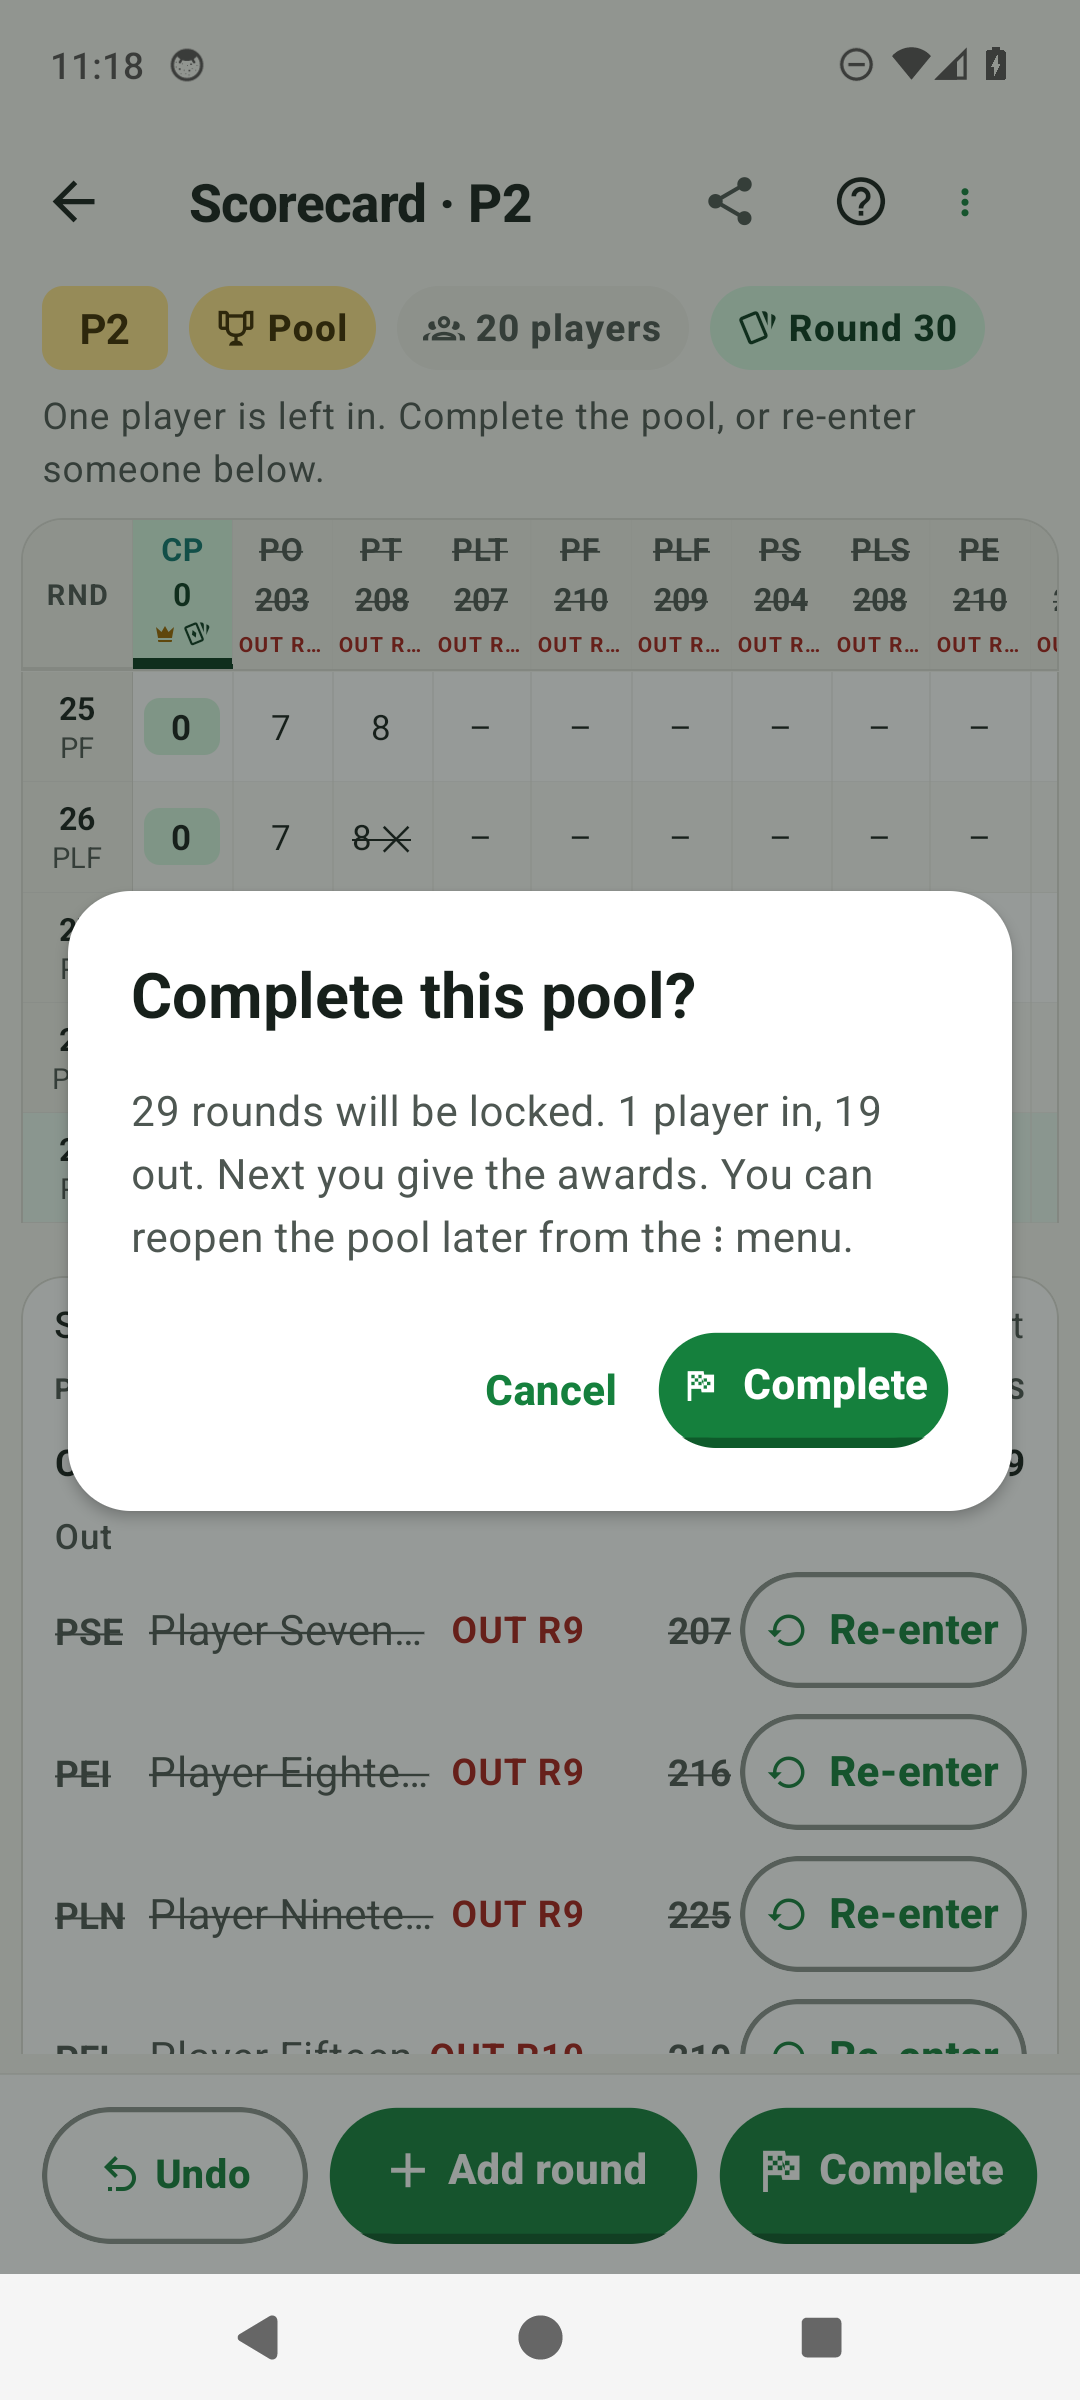 11:18
Scorecard · P2
P2
Pool
20 players
Round 30
One player is left in. Complete the pool, or re-enter
someone below.
RND CP PO PT PLT PF PLF PS PLS PE
0 203 208 207 210 209 204 208 210
OUT R... OUT R... OUT R... OUT R... OUT R... OUT R... OUT R... OUT R...
25 0 7 8 – – – – – –
PF
26 0 7 8 – – – – – –
PLF
Complete this pool?
29 rounds will be locked. 1 player in, 19
out. Next you give the awards. You can
reopen the pool later from the ⋮ menu.
Cancel
Complete
Out
PSE Player Seven... OUT R9 207 Re-enter
PEI Player Eighte... OUT R9 216 Re-enter
PLN Player Ninete... OUT R9 225 Re-enter
Player Fifteen Re-enter
Undo
Add round
Complete